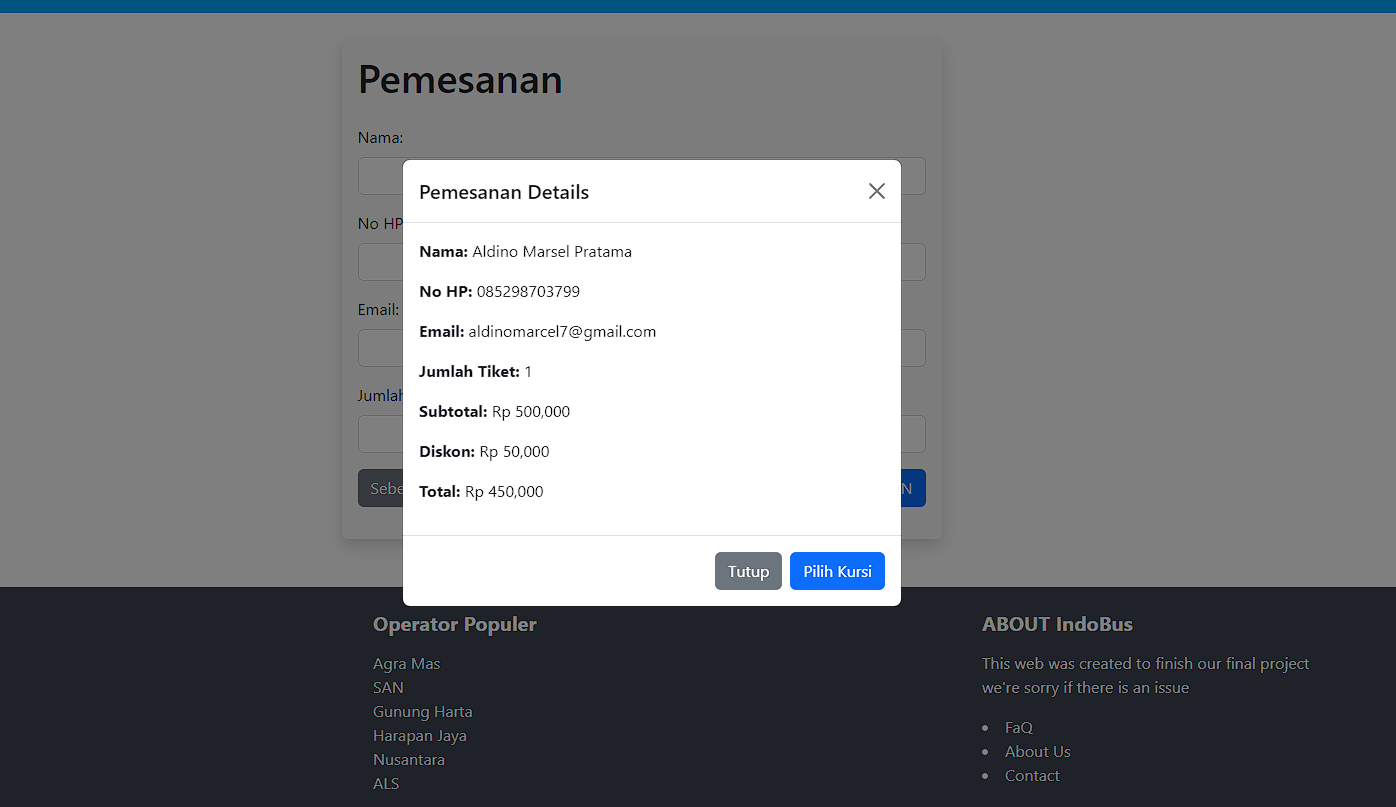 Pemesanan
Nama:
Pemesanan Details
Nama: Aldino Marsel Pratama
No HP
No HP: 085298703799
Email:
Email: aldinomarcel7@gmail.com
Jumlah Tiket: 1
Jumlah
Subtotal: Rp 500,000
Diskon: Rp 50,000
Total: Rp 450,000
Tutup Pilih Kursi
Operator Populer
Agra Mas
SAN
Gunung Harta
Harapan Jaya
Nusantara
ALS
ABOUT IndoBus
This web was created to finish our final project
we're sorry if there is an issue
FaQ
About Us
Contact